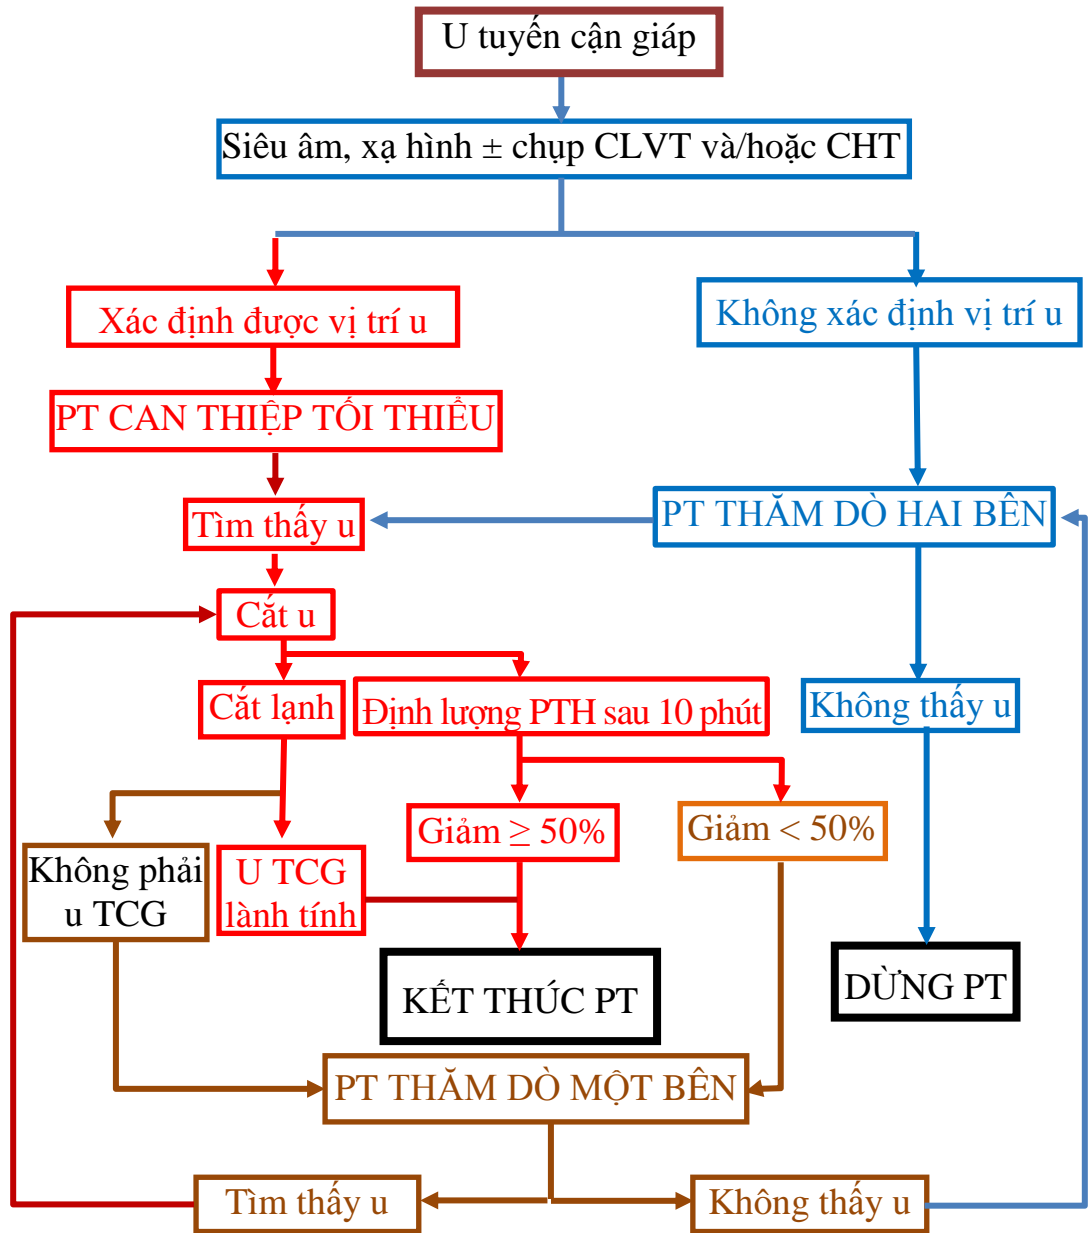 U tuyến cận giáp
Siêu âm, xạ hình ± chụp CLVT và/hoặc CHT
Xác định được vị trí u
Không xác định vị trí u
PT CAN THIỆP TỐI THIỂU
Tìm thấy u
PT THĂM DÒ HAI BÊN
Cắt u
Cắt lạnh
Định lượng PTH sau 10 phút
Không thấy u
Giảm ≥ 50%
Giảm < 50%
Không phải
u TCG
U TCG
lành tính
KẾT THÚC PT
DỪNG PT
PT THĂM DÒ MỘT BÊN
Tìm thấy u
Không thấy u